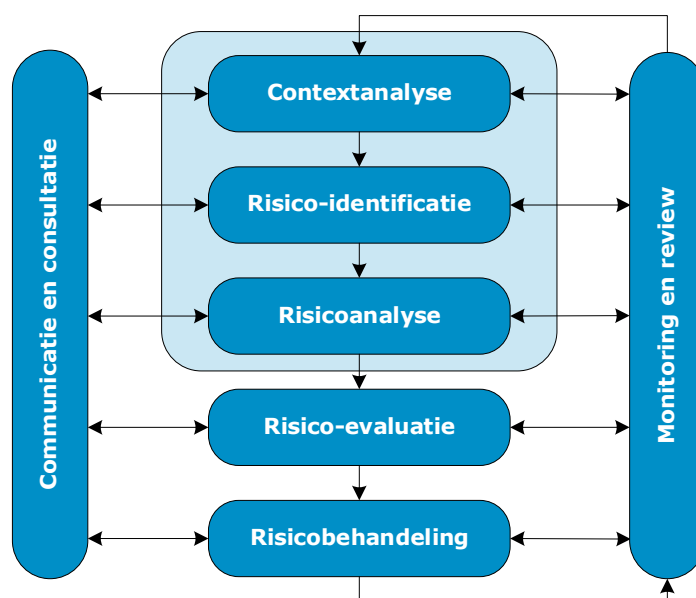 Communicatie en consultatie
Contextanalyse
Risico-identificatie
Risicoanalyse
Risico-evaluatie
Risicobehandeling
Monitoring en review